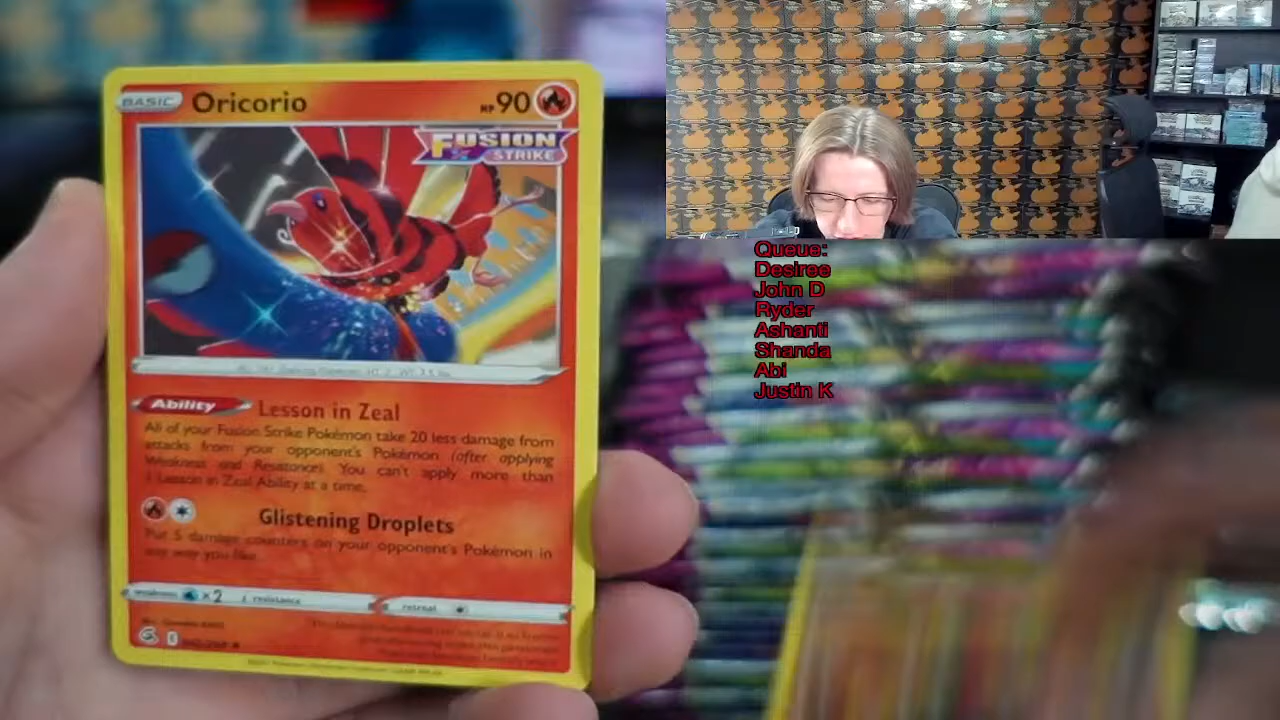 BASIC Oricorio HP 90
FUSION
STRIKE
Ability Lesson in Zeal
All of your Fusion Strike Pokémon take 20 less damage from
attacks from your opponent's Pokémon (after applying
Weakness and Resistance). You can't apply more than
1 Lesson in Zeal Ability at a time.
Glistening Droplets
Put 5 damage counters on your opponent's Pokémon in
any way you like.
weakness x2 resistance retreat
Queue:
Desiree
John D
Ryder
Ashanti
Shanda
Abi
Justin K